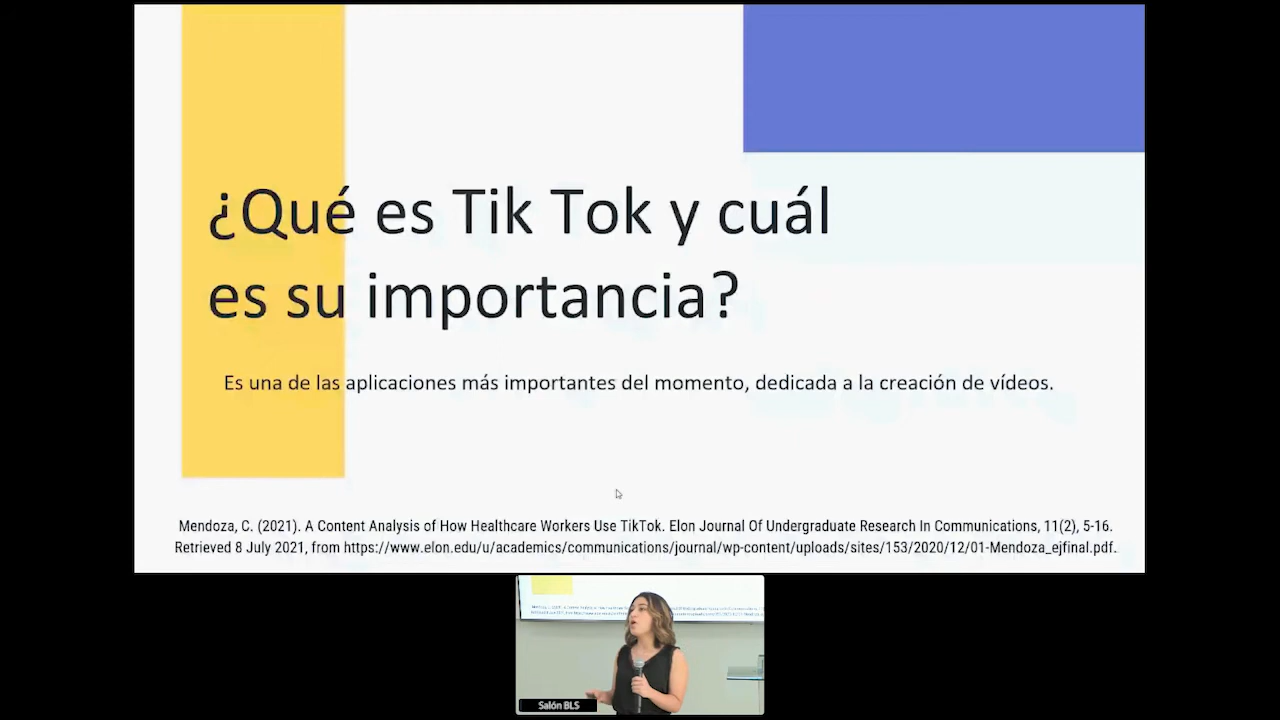 ¿Qué es Tik Tok y cuál
es su importancia?
Es una de las aplicaciones más importantes del momento, dedicada a la creación de vídeos.
Mendoza, C. (2021). A Content Analysis of How Healthcare Workers Use TikTok. Elon Journal Of Undergraduate Research In Communications, 11(2), 5-16.
Retrieved 8 July 2021, from https://www.elon.edu/u/academics/communications/journal/wp-content/uploads/sites/153/2020/12/01-Mendoza_ejfinal.pdf.
Salón BLS